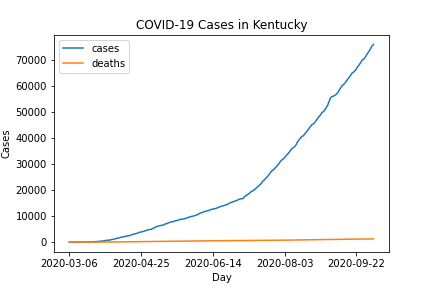 COVID-19 Cases in Kentucky
cases
deaths
70000
60000
50000
40000
30000
20000
10000
0
Cases
2020-03-06 2020-04-25 2020-06-14 2020-08-03 2020-09-22
Day